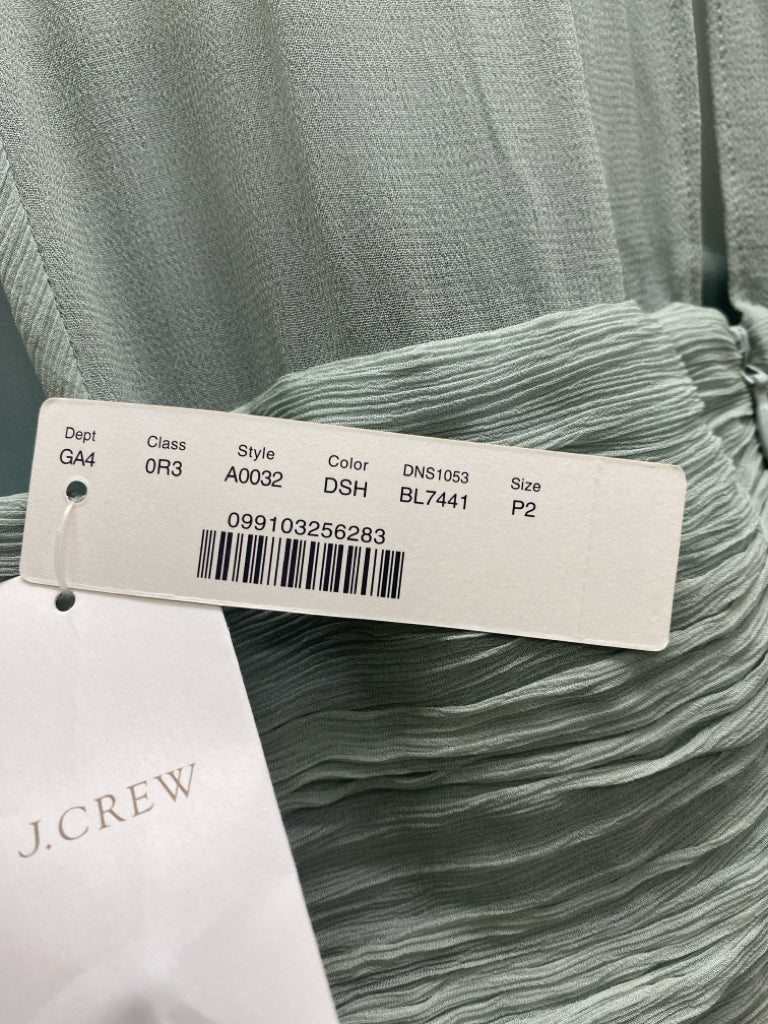 Dept Class Style Color DNS1053 Size
GA4 0R3 A0032 DSH BL7441 P2
099103256283
J.CREW